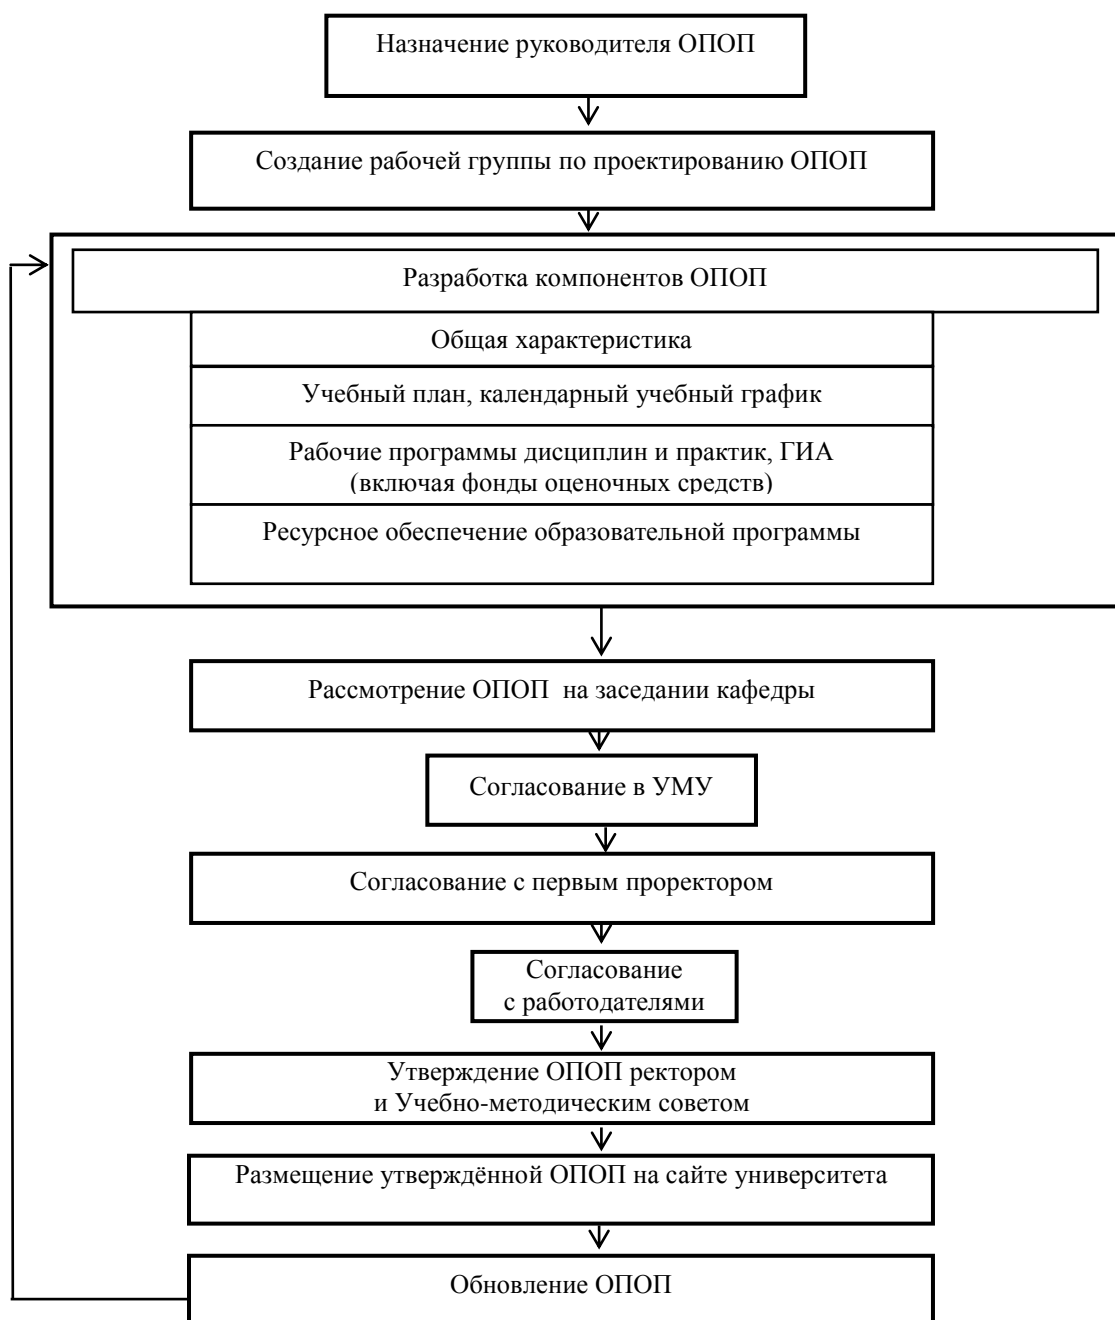 Назначение руководителя ОПОП
Создание рабочей группы по проектированию ОПОП
Разработка компонентов ОПОП
Общая характеристика
Учебный план, календарный учебный график
Рабочие программы дисциплин и практик, ГИА
(включая фонды оценочных средств)
Ресурсное обеспечение образовательной программы
Рассмотрение ОПОП на заседании кафедры
Согласование в УМУ
Согласование с первым проректором
Согласование
с работодателями
Утверждение ОПОП ректором
и Учебно-методическим советом
Размещение утверждённой ОПОП на сайте университета
Обновление ОПОП